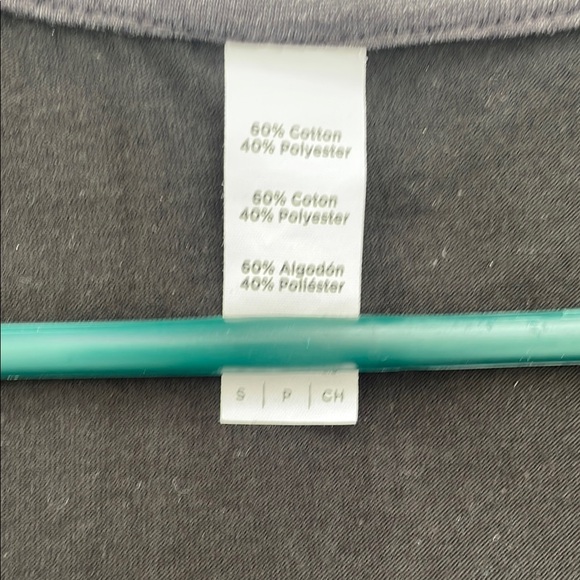 60% Cotton
40% Polyester
60% Coton
40% Polyester
60% Algodón
40% Poliéster
S | P | CH